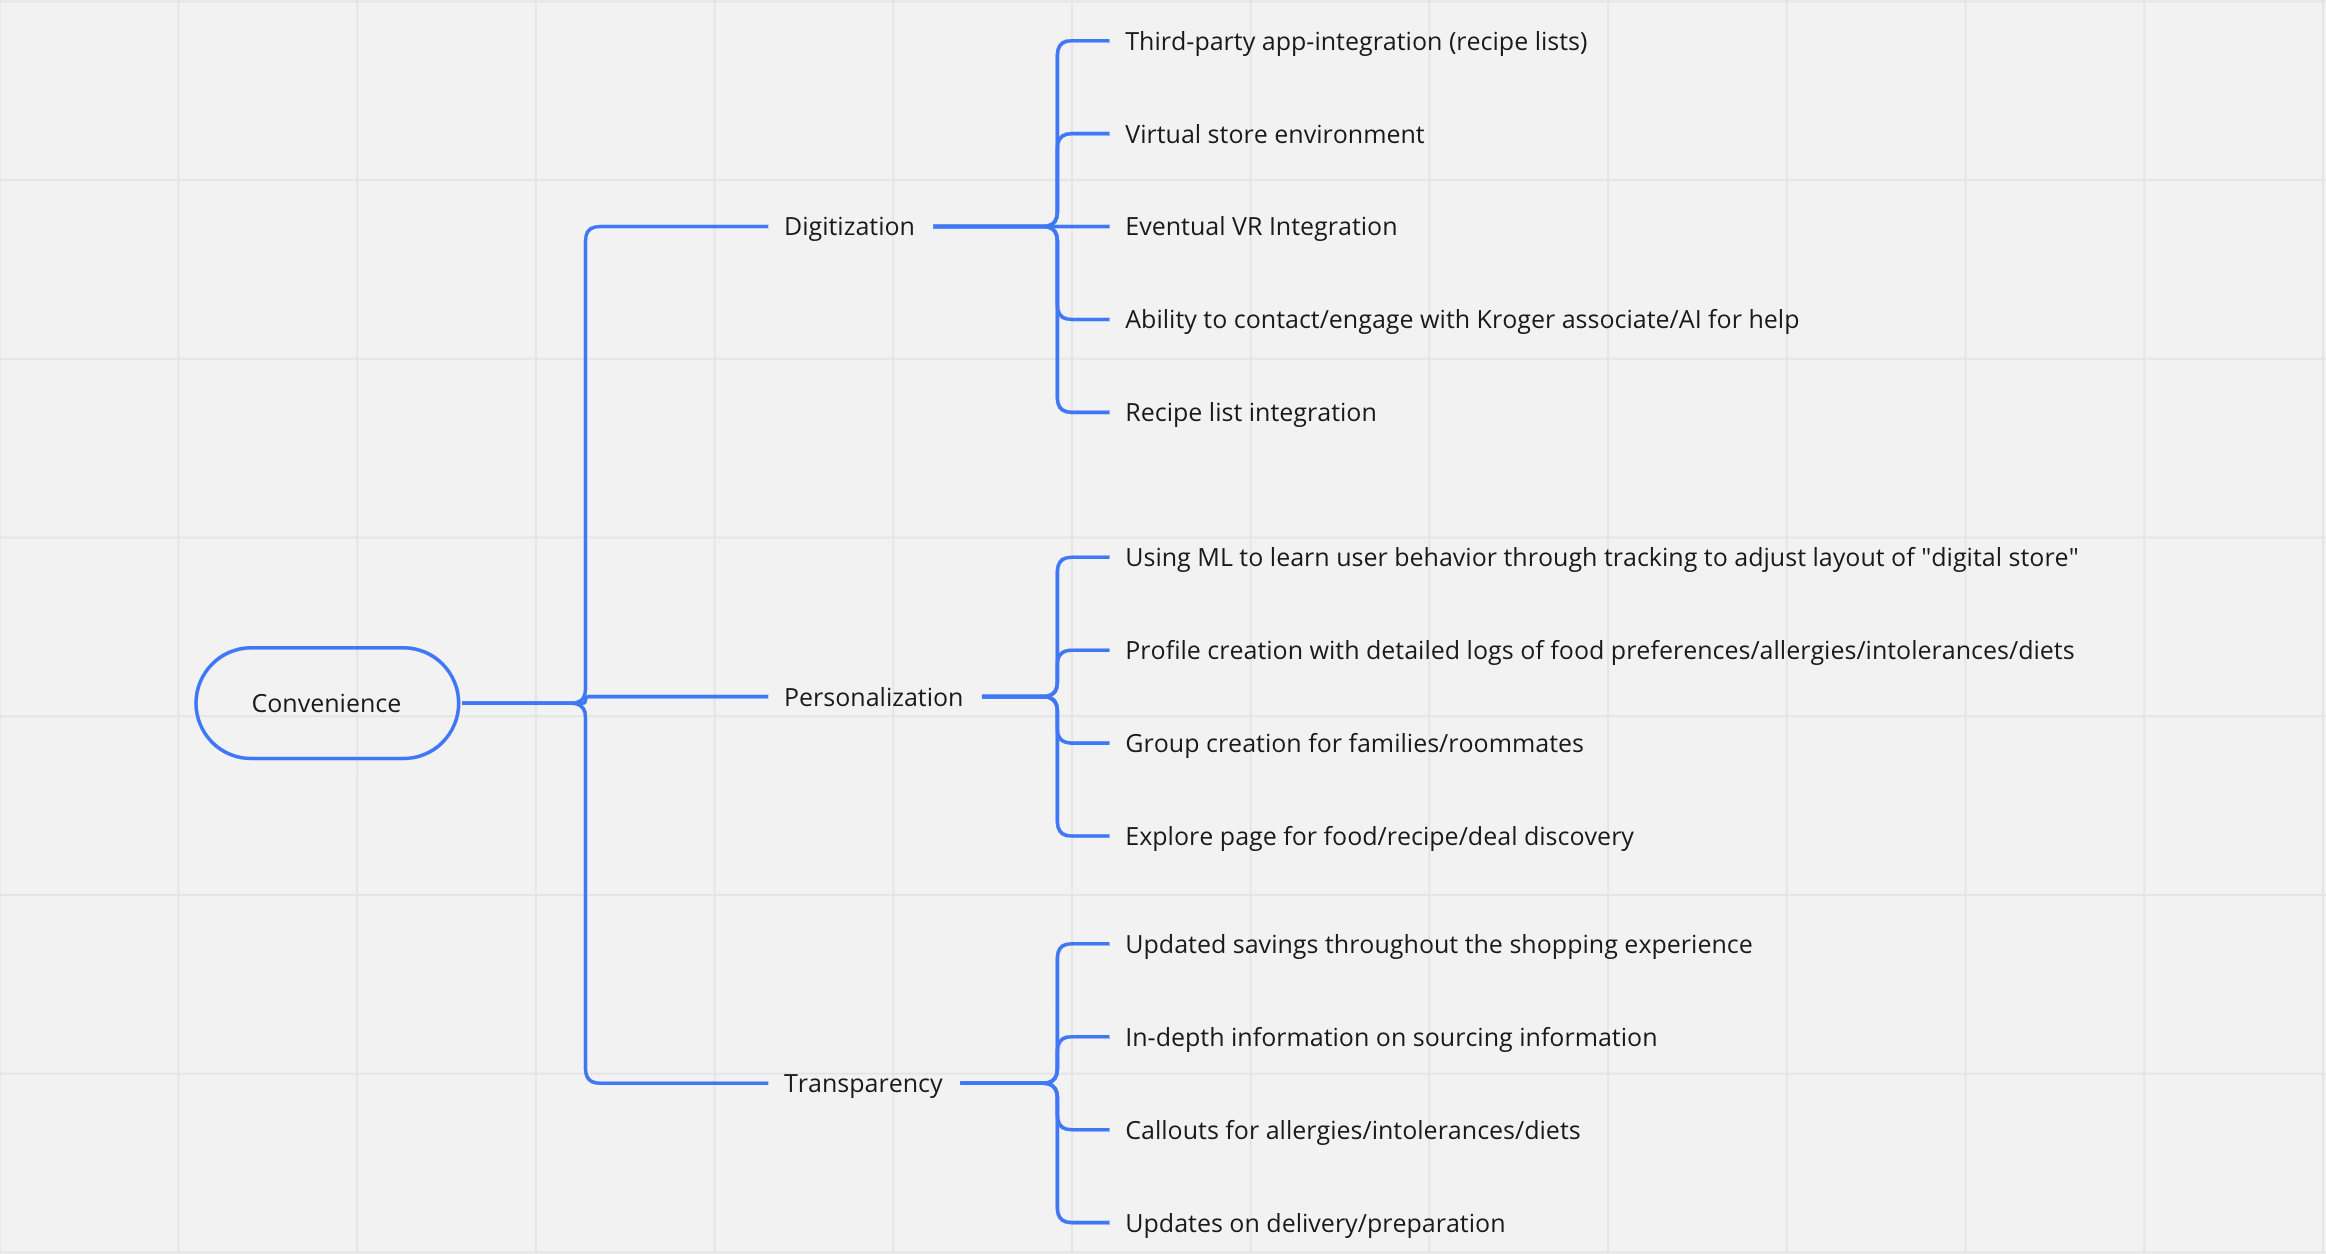 Convenience
Digitization
Third-party app-integration (recipe lists)
Virtual store environment
Eventual VR Integration
Ability to contact/engage with Kroger associate/AI for help
Recipe list integration
Personalization
Using ML to learn user behavior through tracking to adjust layout of "digital store"
Profile creation with detailed logs of food preferences/allergies/intolerances/diets
Group creation for families/roommates
Explore page for food/recipe/deal discovery
Transparency
Updated savings throughout the shopping experience
In-depth information on sourcing information
Callouts for allergies/intolerances/diets
Updates on delivery/preparation